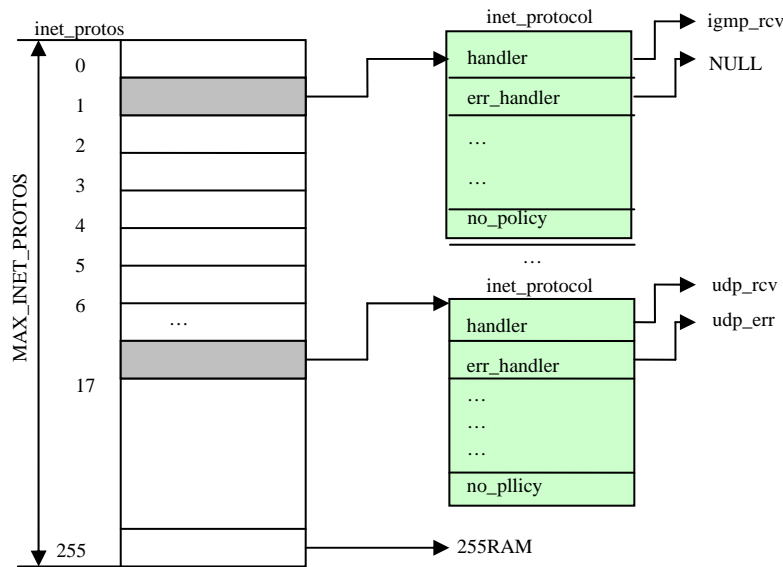 inet_protos
MAX_INET_PROTOS
0
1
2
3
4
5
6
…
17
255
inet_protocol
handler
err_handler
…
…
no_policy
igmp_rcv
NULL
…
inet_protocol
handler
err_handler
…
…
…
no_pllicy
udp_rcv
udp_err
255RAM